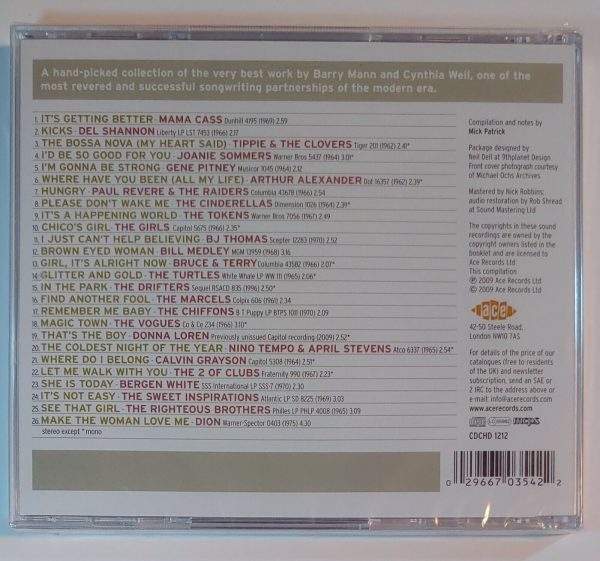 A hand-picked collection of the very best work by Barry Mann and Cynthia Weil, one of the
most revered and successful songwriting partnerships of the modern era.
1. IT'S GETTING BETTER · MAMA CASS Dunhill 4195 (1969) 2.59
2. KICKS · DEL SHANNON Liberty LP LST 7453 (1966) 2.17
3. THE BOSSA NOVA (MY HEART SAID) · TIPPIE & THE CLOVERS Tiger 201 (1962) 2.41*
4. I'D BE SO GOOD FOR YOU · JOANIE SOMMERS Warner Bros 5437 (1964) 3.01*
5. I'M GONNA BE STRONG · GENE PITNEY Musicor 1045 (1964) 2.12
6. WHERE HAVE YOU BEEN (ALL MY LIFE) · ARTHUR ALEXANDER Dot 16357 (1962) 2.39*
7. HUNGRY · PAUL REVERE & THE RAIDERS Columbia 43678 (1966) 2.54
8. PLEASE DON'T WAKE ME · THE CINDERELLAS Dimension 1026 (1964) 2.39*
9. IT'S A HAPPENING WORLD · THE TOKENS Warner Bros 7056 (1967) 2.49
10. CHICO'S GIRL · THE GIRLS Capitol 5675 (1966) 2.35*
11. I JUST CAN'T HELP BELIEVING · BJ THOMAS Scepter 12283 (1970) 2.52
12. BROWN EYED WOMAN · BILL MEDLEY MGM 13959 (1968) 3.16
13. GIRL, IT'S ALRIGHT NOW · BRUCE & TERRY Columbia 43582 (1966) 2.07*
14. GLITTER AND GOLD · THE TURTLES White Whale LP WW 111 (1965) 2.06*
15. IN THE PARK · THE DRIFTERS Sequel RSACD 835 (1996) 2.50*
16. FIND ANOTHER FOOL · THE MARCELS Colpix 606 (1961) 2.34
17. REMEMBER ME BABY · THE CHIFFONS B T Puppy LP BTPS 1011 (1970) 2.09
18. MAGIC TOWN · THE VOGUES Co & Ce 234 (1966) 3.10*
19. THAT'S THE BOY · DONNA LOREN Previously unissued Capitol recording (2009) 2.52*
20. THE COLDEST NIGHT OF THE YEAR · NINO TEMPO & APRIL STEVENS Atco 6337 (1965) 2.54*
21. WHERE DO I BELONG · CALVIN GRAYSON Capitol 5308 (1964) 2.51*
22. LET ME WALK WITH YOU · THE 2 OF CLUBS Fraternity 990 (1967) 2.23*
23. SHE IS TODAY · BERGEN WHITE SSS International LP SSS-7 (1970) 2.30
24. IT'S NOT EASY · THE SWEET INSPIRATIONS Atlantic LP SD 8225 (1969) 3.03
25. SEE THAT GIRL · THE RIGHTEOUS BROTHERS Philles LP PHLP 4008 (1965) 3.09
26. MAKE THE WOMAN LOVE ME · DION Warner-Spector 0403 (1975) 4.30
stereo except * mono
Compilation and notes by
Mick Patrick
Package designed by
Neil Dell at 9thplanet Design
Front cover photograph courtesy
of Michael Ochs Archives
Mastered by Nick Robbins;
audio restoration by Rob Shread
at Sound Mastering Ltd
The copyrights in these sound
recordings are owned by the
copyright owners listed in the
booklet and are licensed to
Ace Records Ltd
This compilation
℗ 2009 Ace Records Ltd
© 2009 Ace Records Ltd
ace
42-50 Steele Road,
London NW10 7AS
For details of the price of our
catalogues (free to residents
of the UK) and newsletter
subscription, send an SAE or
2 IRC to the address above or
e-mail: info@acerecords.com
www.acerecords.com
mcps
CDCHD 1212
0 29667 03542 2